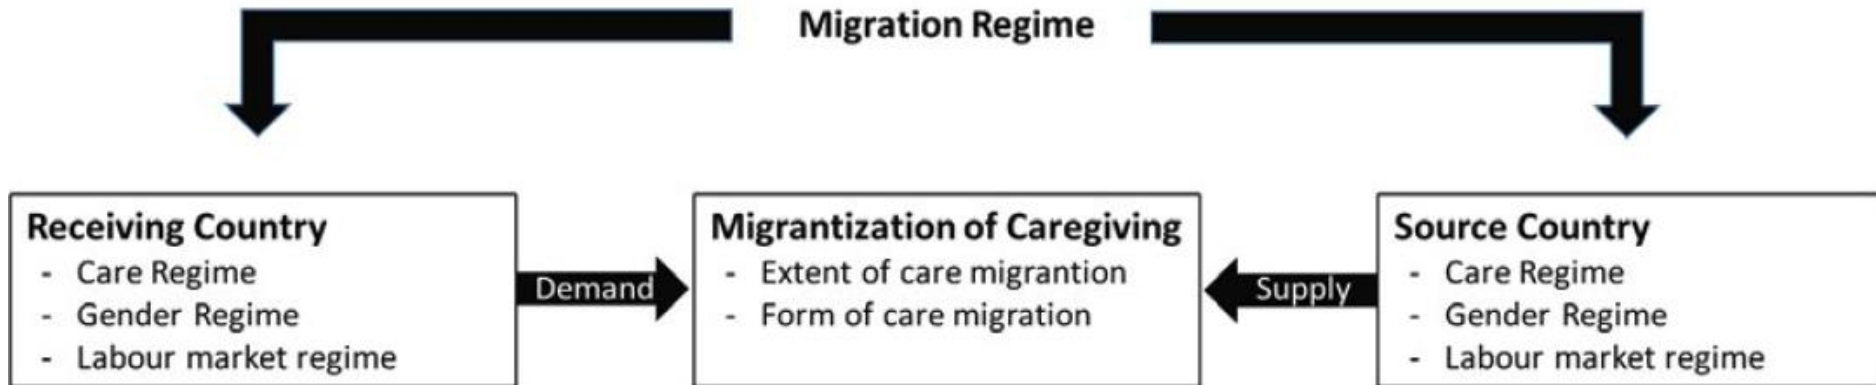 Migration Regime
Receiving Country
- Care Regime
- Gender Regime
- Labour market regime
Demand
Migrantization of Caregiving
- Extent of care migrantion
- Form of care migration
Supply
Source Country
- Care Regime
- Gender Regime
- Labour market regime